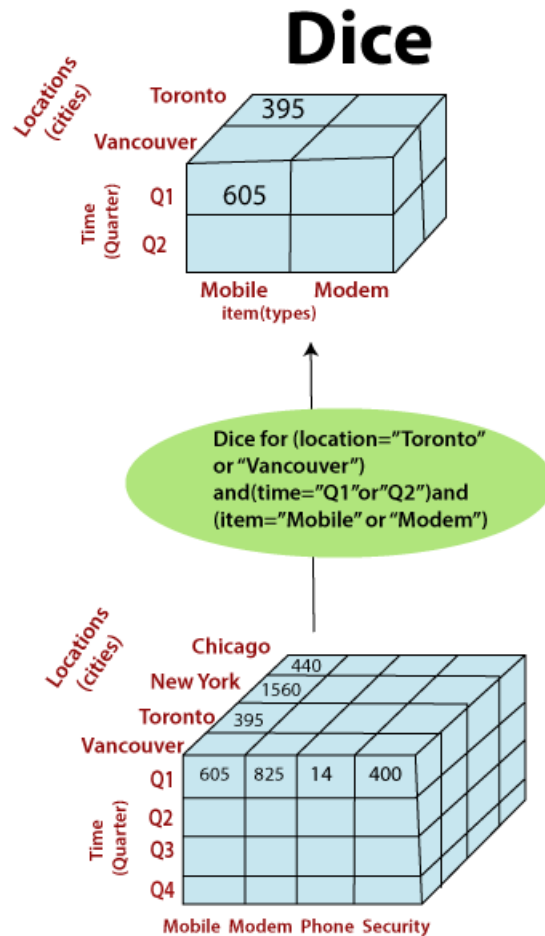 Dice
Locations
(cities)
Toronto
395
Vancouver
Time
(Quarter)
Q1
605
Q2
Mobile Modem
item(types)
Dice for (location="Toronto"
or "Vancouver")
and(time="Q1"or"Q2")and
(item="Mobile" or "Modem")
Locations
(cities)
Chicago
440
New York
1560
Toronto
395
Vancouver
Time
(Quarter)
Q1
605 825 14 400
Q2
Q3
Q4
Mobile Modem Phone Security